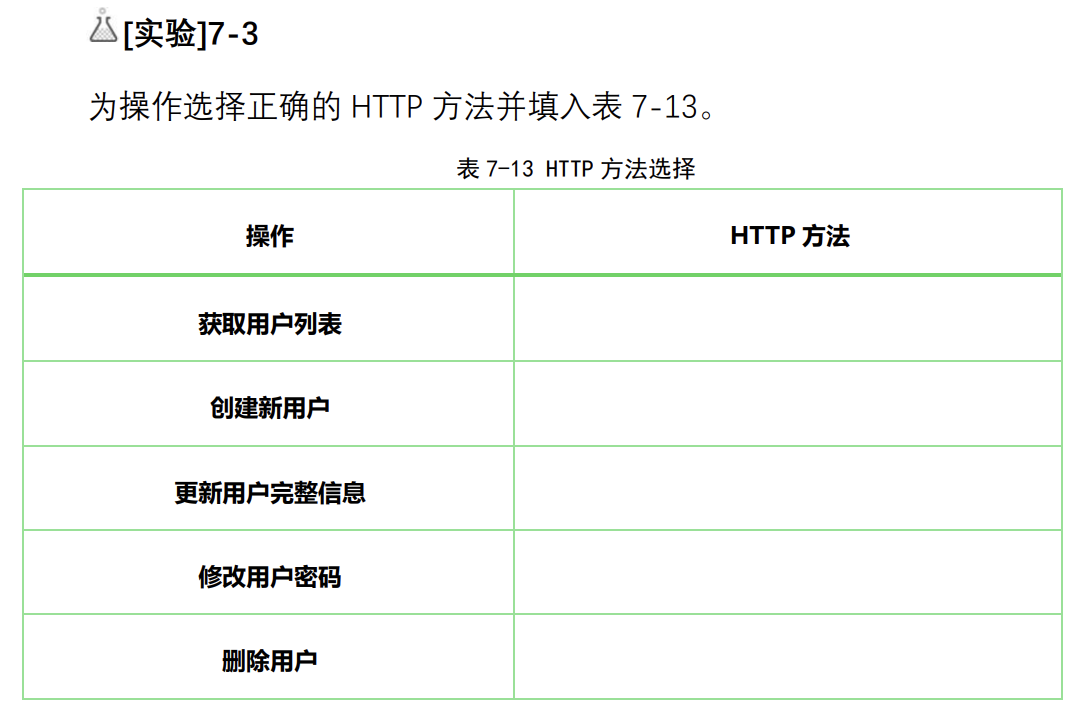 [实验]7-3
为操作选择正确的 HTTP 方法并填入表 7-13。
表 7-13 HTTP 方法选择
操作 HTTP 方法
获取用户列表
创建新用户
更新用户完整信息
修改用户密码
删除用户